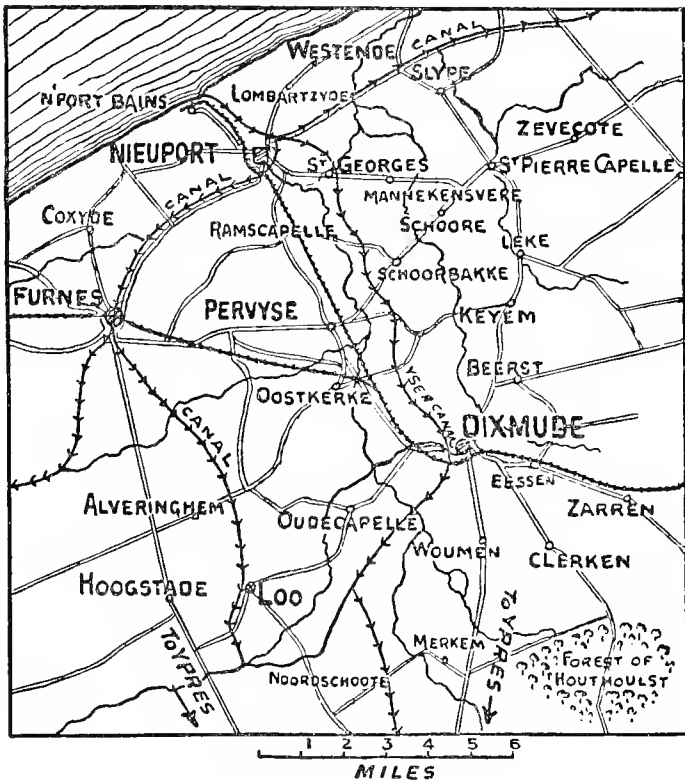 WESTENDE
CANAL
SLYPE
N'PORT BAINS
LOMBARTZYDE
ZEVECOTE
NIEUPORT
ST GEORGES
ST PIERRE CAPELLE
CANAL
MANNEKENSVERE
COXYDE
RAMSCAPELLE
SCHOORE
LEKE
SCHOORBAKKE
FURNES
PERVYSE
KEYEM
BEERST
OOSTKERKE
YSER CANAL
DIXMUDE
CANAL
EESSEN
ALVERINGHEM
ZARREN
OUDECAPELLE
WOUMEN
CLERKEN
HOOGSTADE
LOO
TO YPRES
TO YPRES
MERKEM
FOREST OF
HOUTHOULST
NOORDSCHOOTE
1 2 3 4 5 6
MILES